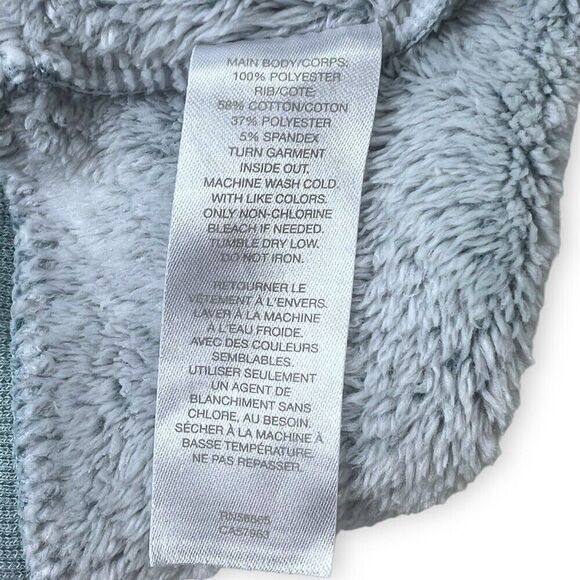 MAIN BODY/CORPS:
100% POLYESTER
RIB/CÔTÉ:
58% COTTON/COTON
37% POLYESTER
5% SPANDEX
TURN GARMENT
INSIDE OUT.
MACHINE WASH COLD.
WITH LIKE COLORS.
ONLY NON-CHLORINE
BLEACH IF NEEDED.
TUMBLE DRY LOW.
DO NOT IRON.
RETOURNER LE
VÊTEMENT À L'ENVERS.
LAVER À LA MACHINE
À L'EAU FROIDE.
AVEC DES COULEURS
SEMBLABLES.
UTILISER SEULEMENT
UN AGENT DE
BLANCHIMENT SANS
CHLORE, AU BESOIN.
SÉCHER À LA MACHINE À
BASSE TEMPÉRATURE.
NE PAS REPASSER.